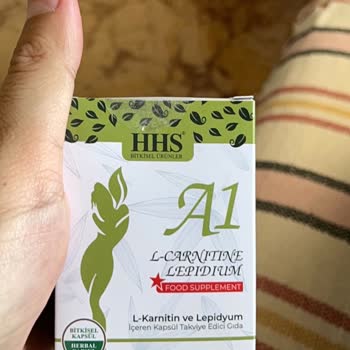 HHS®
BİTKİSEL ÜRÜNLER
A1
L-CARNITINE
LEPIDIUM
FOOD SUPPLEMENT
L-Karnitin ve Lepidyum
İçeren Kapsül Takviye Edici Gıda
BİTKİSEL
KAPSÜL
HERBAL